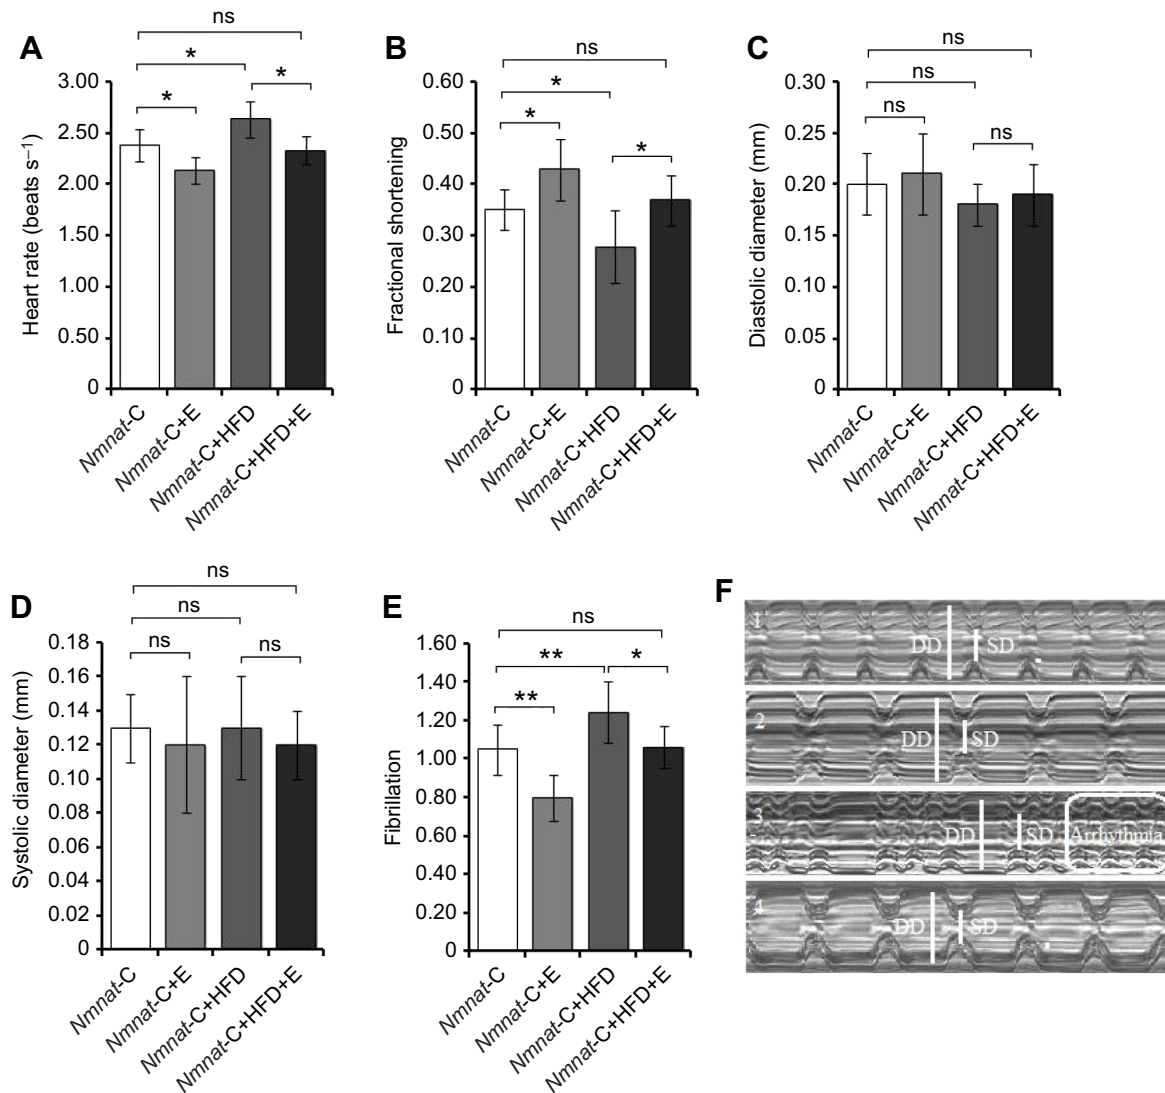 A
ns
*
*
*
3.00
2.50
2.00
1.50
1.00
0.50
0
Heart rate (beats s−1)
Nmnat-C
Nmnat-C+E
Nmnat-C+HFD
Nmnat-C+HFD+E
B
ns
*
*
*
0.60
0.50
0.40
0.30
0.20
0.10
0
Fractional shortening
Nmnat-C
Nmnat-C+E
Nmnat-C+HFD
Nmnat-C+HFD+E
C
ns
ns
ns
ns
0.30
0.25
0.20
0.15
0.10
0.05
0
Diastolic diameter (mm)
Nmnat-C
Nmnat-C+E
Nmnat-C+HFD
Nmnat-C+HFD+E
D
ns
ns
ns
ns
0.18
0.16
0.14
0.12
0.10
0.08
0.06
0.04
0.02
0
Systolic diameter (mm)
Nmnat-C
Nmnat-C+E
Nmnat-C+HFD
Nmnat-C+HFD+E
E
ns
**
*
**
1.60
1.40
1.20
1.00
0.80
0.60
0.40
0.20
0
Fibrillation
Nmnat-C
Nmnat-C+E
Nmnat-C+HFD
Nmnat-C+HFD+E
F
1
DD SD
2
DD SD
3
DD SD Arrhythmia
4
DD SD